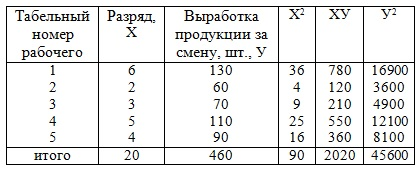 Табельный номер рабочего Разряд, Х Выработка продукции за смену, шт., У Х² ХУ У²
1 6 130 36 780 16900
2 2 60 4 120 3600
3 3 70 9 210 4900
4 5 110 25 550 12100
5 4 90 16 360 8100
итого 20 460 90 2020 45600